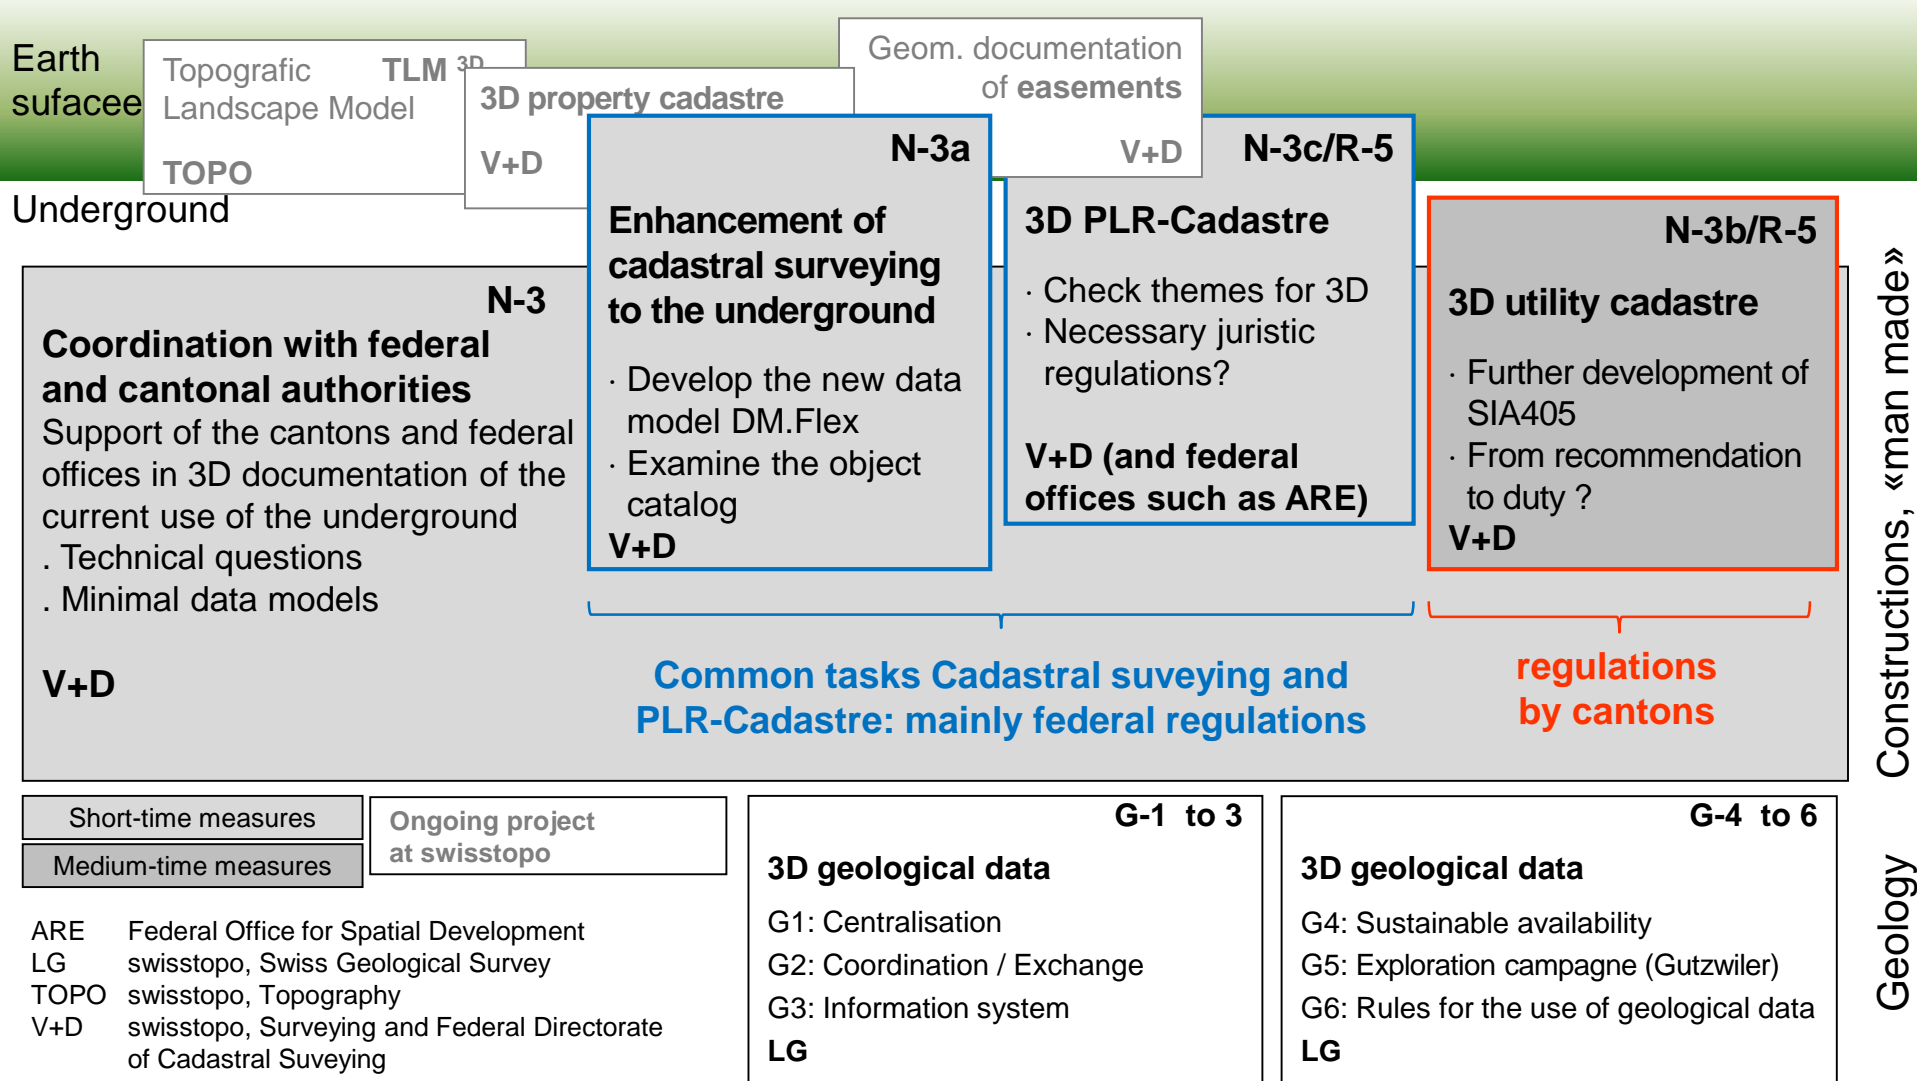 Earth
sufacee
Topografic TLM 3D
Landscape Model
TOPO
3D property cadastre
V+D
Geom. documentation
of easements
V+D
Underground
N-3
Coordination with federal
and cantonal authorities
Support of the cantons and federal
offices in 3D documentation of the
current use of the underground
. Technical questions
. Minimal data models
V+D
N-3a
Enhancement of
cadastral surveying
to the underground
· Develop the new data
model DM.Flex
· Examine the object
catalog
V+D
N-3c/R-5
3D PLR-Cadastre
· Check themes for 3D
· Necessary juristic
regulations?
V+D (and federal
offices such as ARE)
N-3b/R-5
3D utility cadastre
· Further development of
SIA405
· From recommendation
to duty ?
V+D
Common tasks Cadastral suveying and
PLR-Cadastre: mainly federal regulations
regulations
by cantons
Constructions, «man made»
Short-time measures
Medium-time measures
Ongoing project
at swisstopo
ARE Federal Office for Spatial Development
LG swisstopo, Swiss Geological Survey
TOPO swisstopo, Topography
V+D swisstopo, Surveying and Federal Directorate
of Cadastral Suveying
G-1 to 3
3D geological data
G1: Centralisation
G2: Coordination / Exchange
G3: Information system
LG
G-4 to 6
3D geological data
G4: Sustainable availability
G5: Exploration campagne (Gutzwiler)
G6: Rules for the use of geological data
LG
Geology